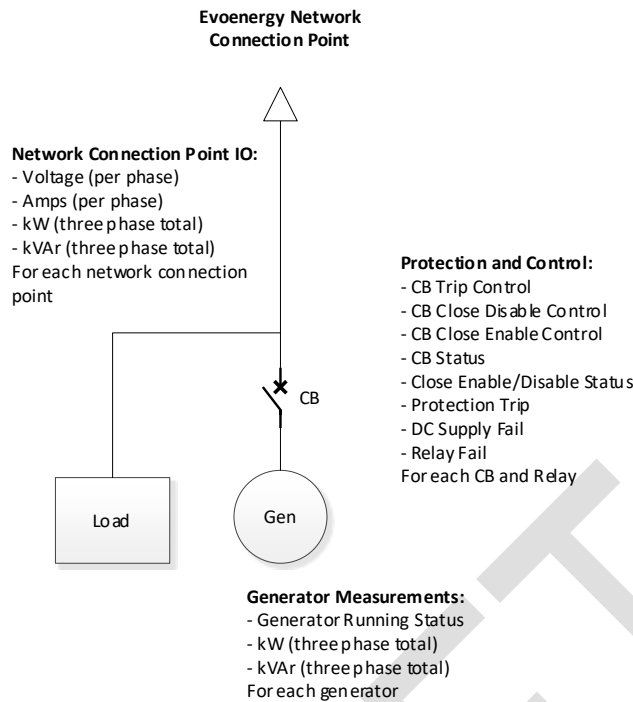 Evoenergy Network
Connection Point
Network Connection Point IO:
- Voltage (per phase)
- Amps (per phase)
- kW (three phase total)
- kVAr (three phase total)
For each network connection
point
Protection and Control:
- CB Trip Control
- CB Close Disable Control
- CB Close Enable Control
- CB Status
- Close Enable/Disable Status
- Protection Trip
- DC Supply Fail
- Relay Fail
For each CB and Relay
CB
Load
Gen
Generator Measurements:
- Generator Running Status
- kW (three phase total)
- kVAr (three phase total)
For each generator